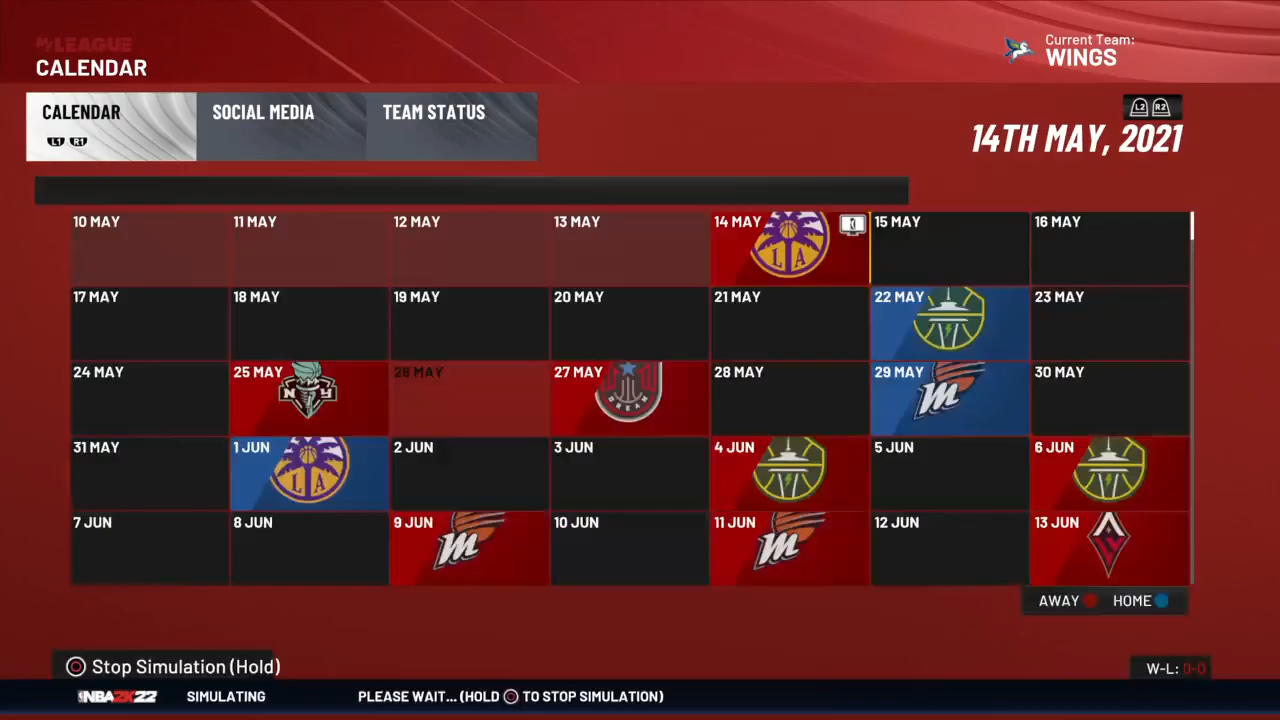 MyLEAGUE
CALENDAR
Current Team:
WINGS
CALENDAR
L1 R1
SOCIAL MEDIA
TEAM STATUS
L2 R2
14TH MAY, 2021
10 MAY 11 MAY 12 MAY 13 MAY 14 MAY 15 MAY 16 MAY
L A
17 MAY 18 MAY 19 MAY 20 MAY 21 MAY 22 MAY 23 MAY
24 MAY 25 MAY 26 MAY 27 MAY 28 MAY 29 MAY 30 MAY
N Y DREAM M
31 MAY 1 JUN 2 JUN 3 JUN 4 JUN 5 JUN 6 JUN
L A
7 JUN 8 JUN 9 JUN 10 JUN 11 JUN 12 JUN 13 JUN
M M
AWAY HOME
Stop Simulation (Hold)
W-L: 0-0
NBA 2K22 SIMULATING PLEASE WAIT... (HOLD TO STOP SIMULATION)